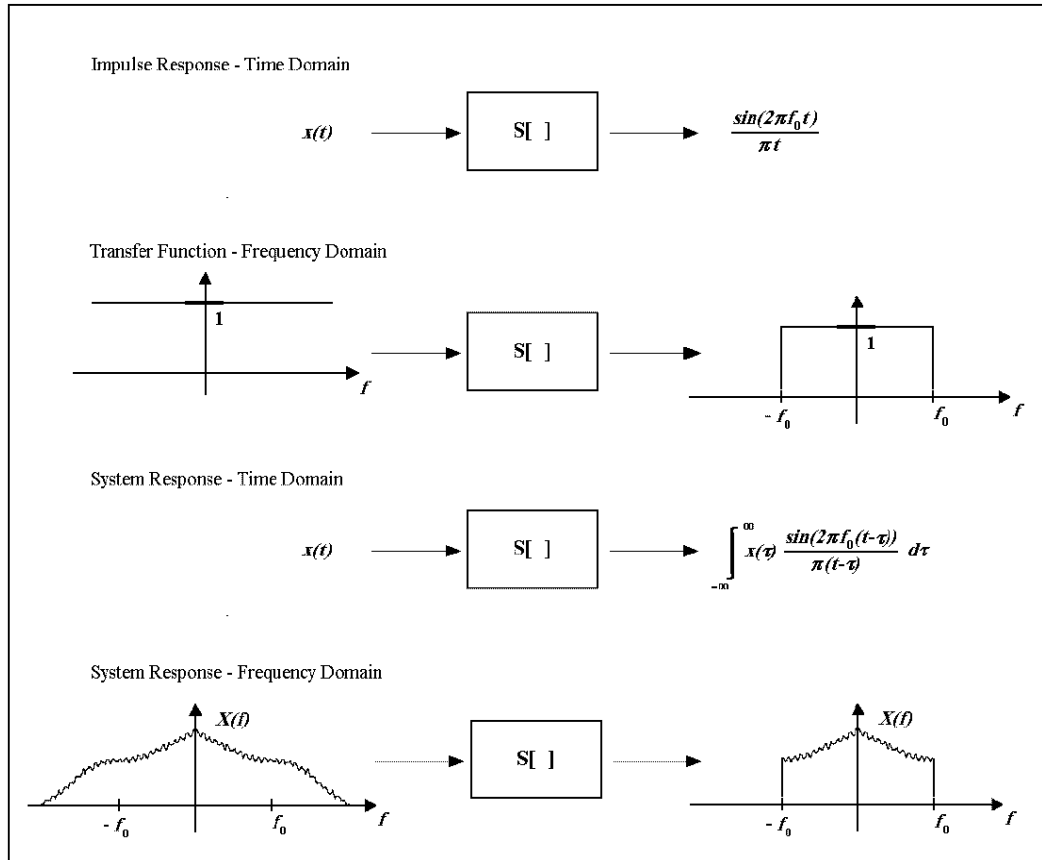 Impulse Response - Time Domain
x(t) S[ ] sin(2πf₀t)
πt
Transfer Function - Frequency Domain
1 f S[ ] 1 - f₀ f₀ f
System Response - Time Domain
x(t) S[ ] ∫ -∞ ∞ x(τ) sin(2πf₀(t-τ)) dτ
π(t-τ)
System Response - Frequency Domain
X(f) S[ ] X(f)
- f₀ f₀ f - f₀ f₀ f